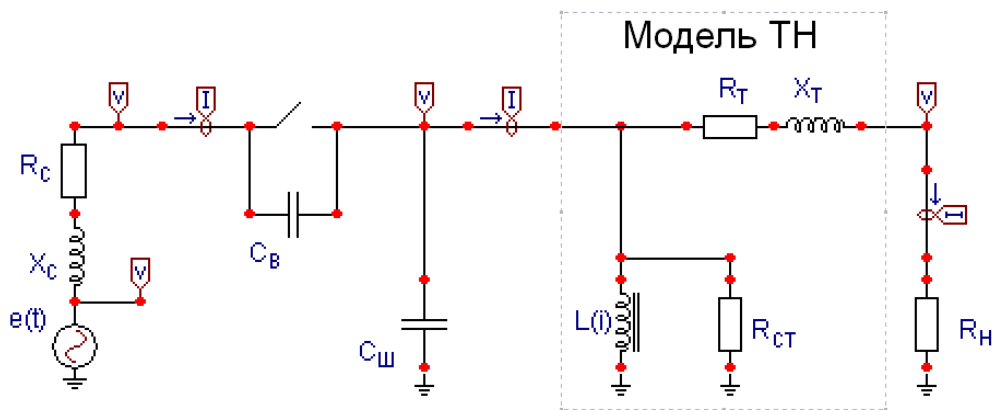 Модель ТН
R_T
X_T
V
I
V
I
V
R_C
C_B
X_C
V
I
e(t)
C_Ш
L(i)
R_CT
R_H